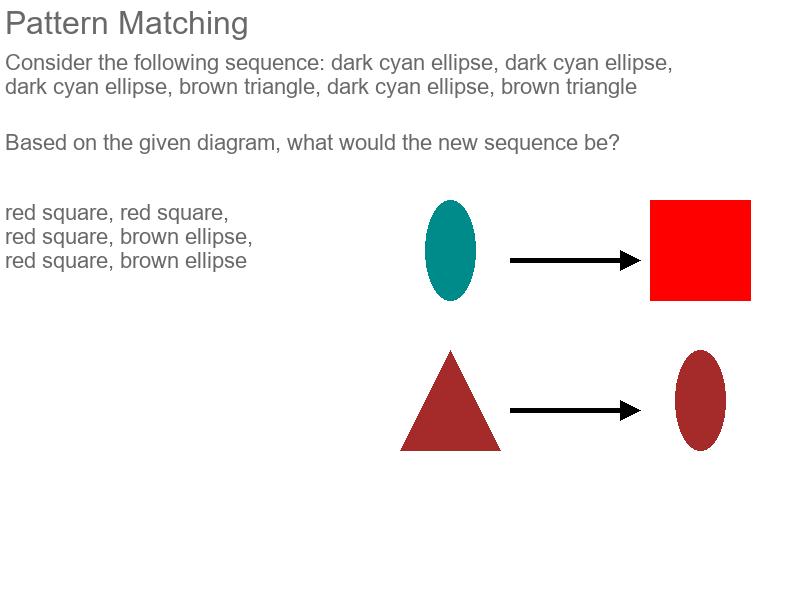 Pattern Matching
Consider the following sequence: dark cyan ellipse, dark cyan ellipse,
dark cyan ellipse, brown triangle, dark cyan ellipse, brown triangle
Based on the given diagram, what would the new sequence be?
red square, red square,
red square, brown ellipse,
red square, brown ellipse